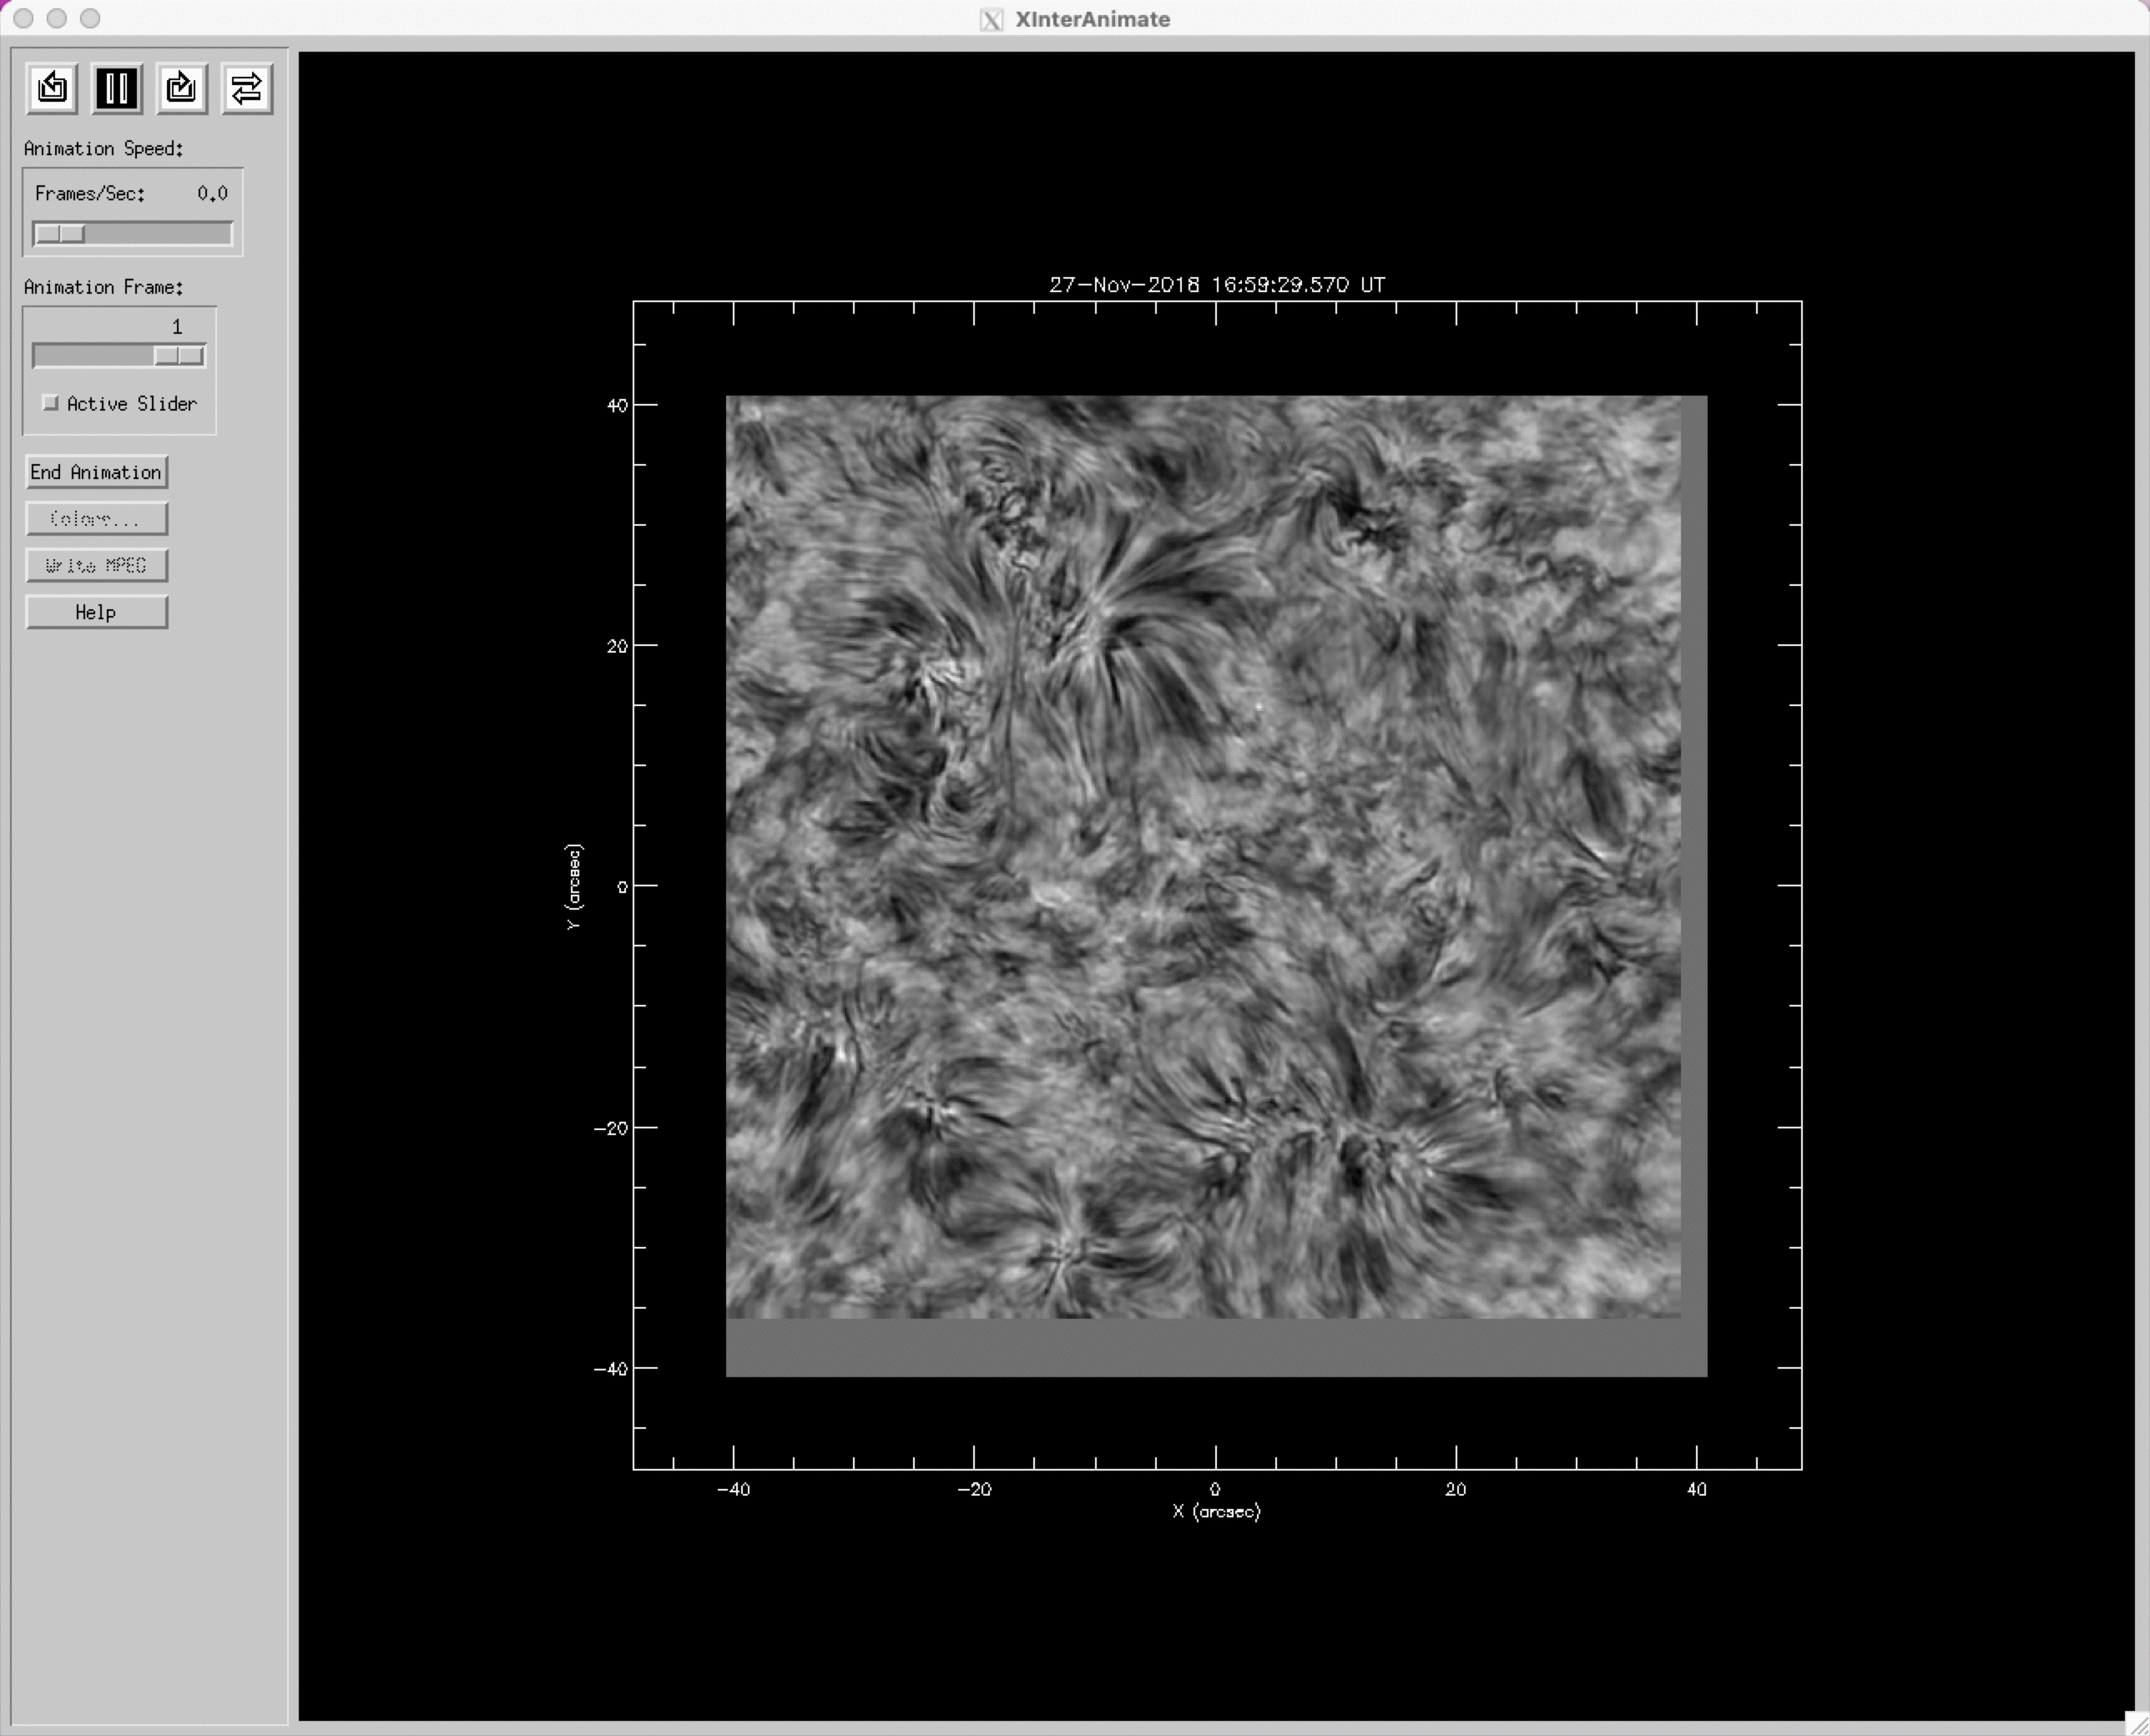 XInterAnimate
Animation Speed:
Frames/Sec: 0.0
Animation Frame:
1
Active Slider
End Animation
Colors...
Write MPEG
Help
27-Nov-2018 16:59:29.570 UT
40
20
0
-20
-40
Y (arcsec)
-40 -20 0 20 40
X (arcsec)